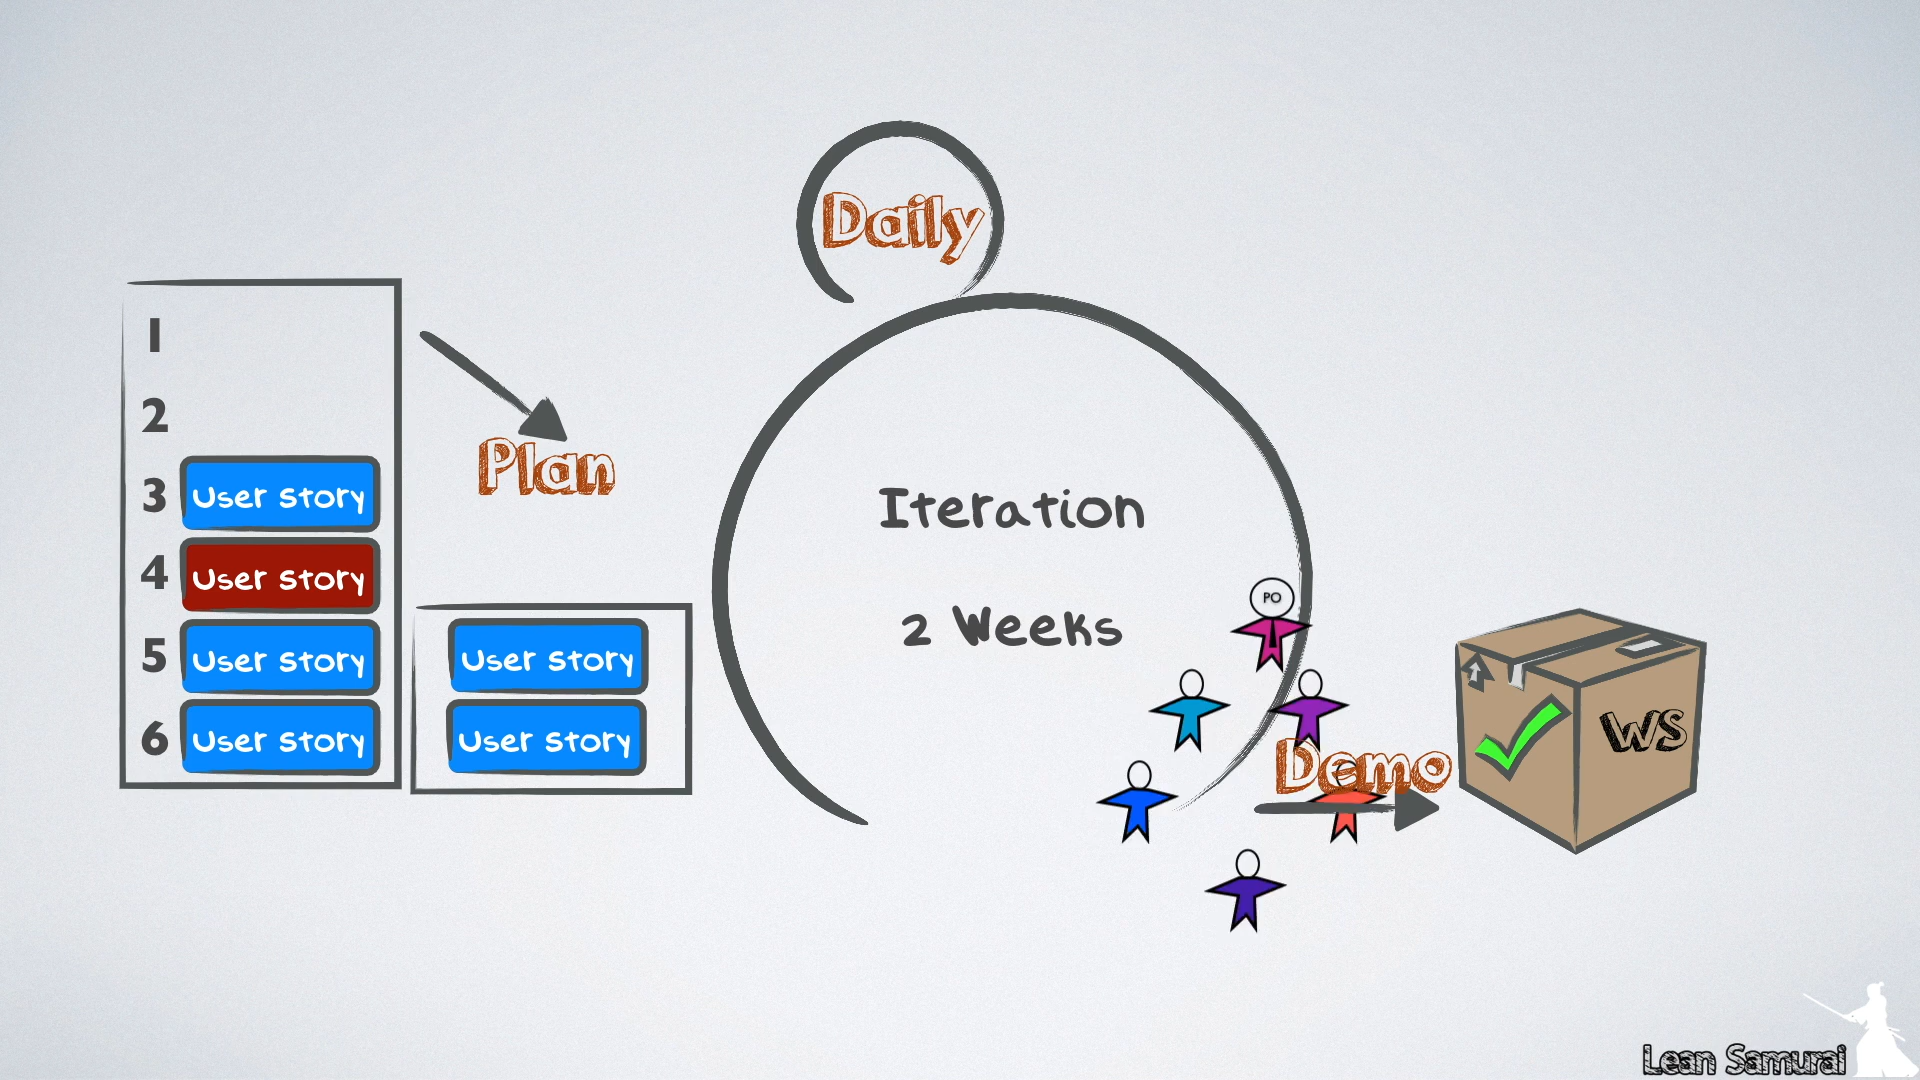 Daily
1
2
3 User Story
4 User Story
5 User Story
6 User Story
Plan
User Story
User Story
Iteration
2 Weeks
PO
Demo
WS
Lean Samurai